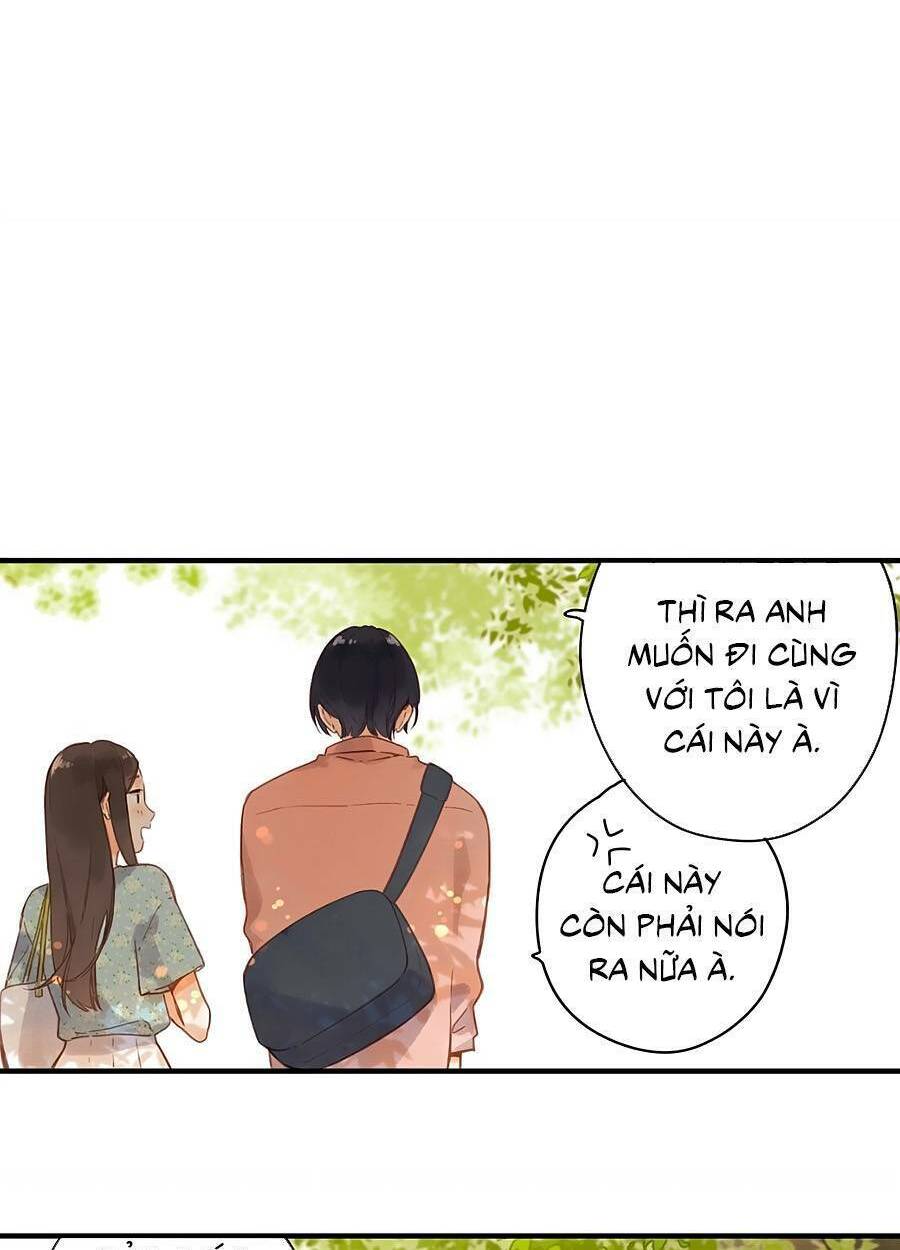 THÌ RA ANH
MUỐN ĐI CÙNG
VỚI TÔI LÀ VÌ
CÁI NÀY À.
CÁI NÀY
CÒN PHẢI NÓI
RA NỮA À.